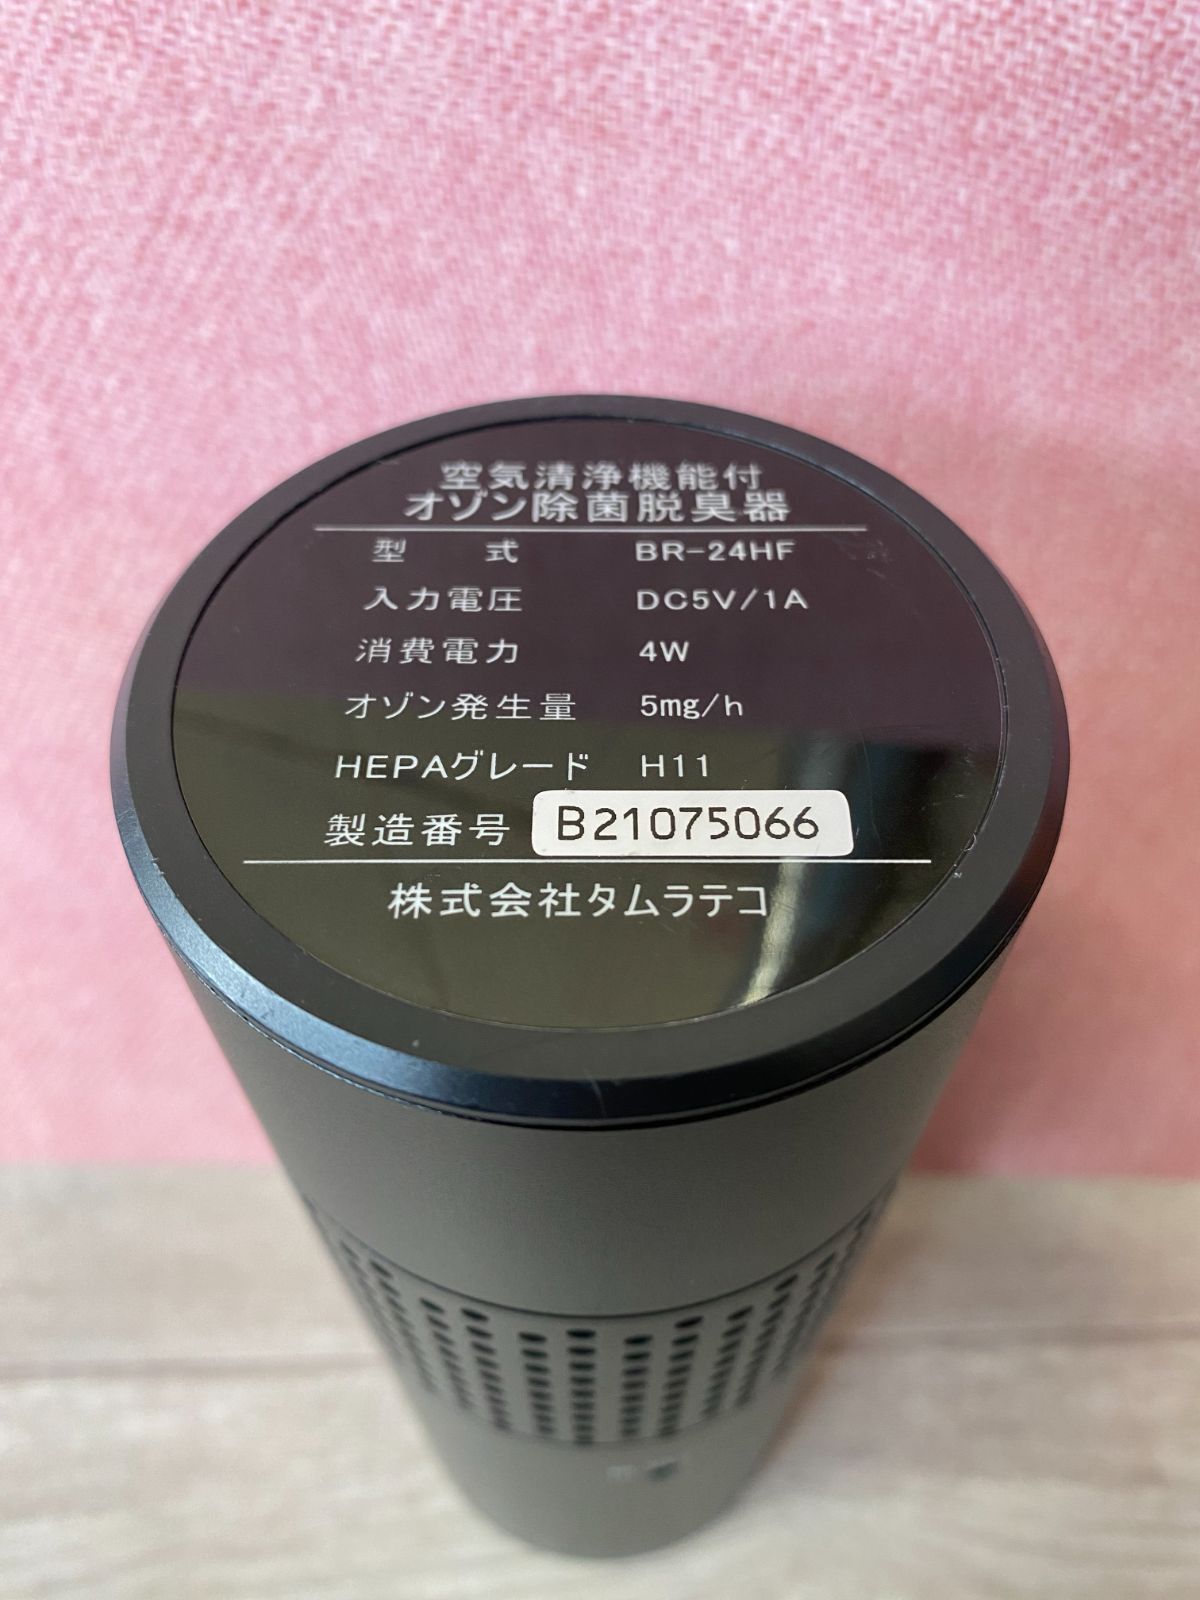 空気清浄機能付
オゾン除菌脱臭器
型 式 BR-24HF
入力電圧 DC5V/1A
消費電力 4W
オゾン発生量 5mg/h
HEPAグレード H11
製造番号 B21075066
株式会社タムラテコ